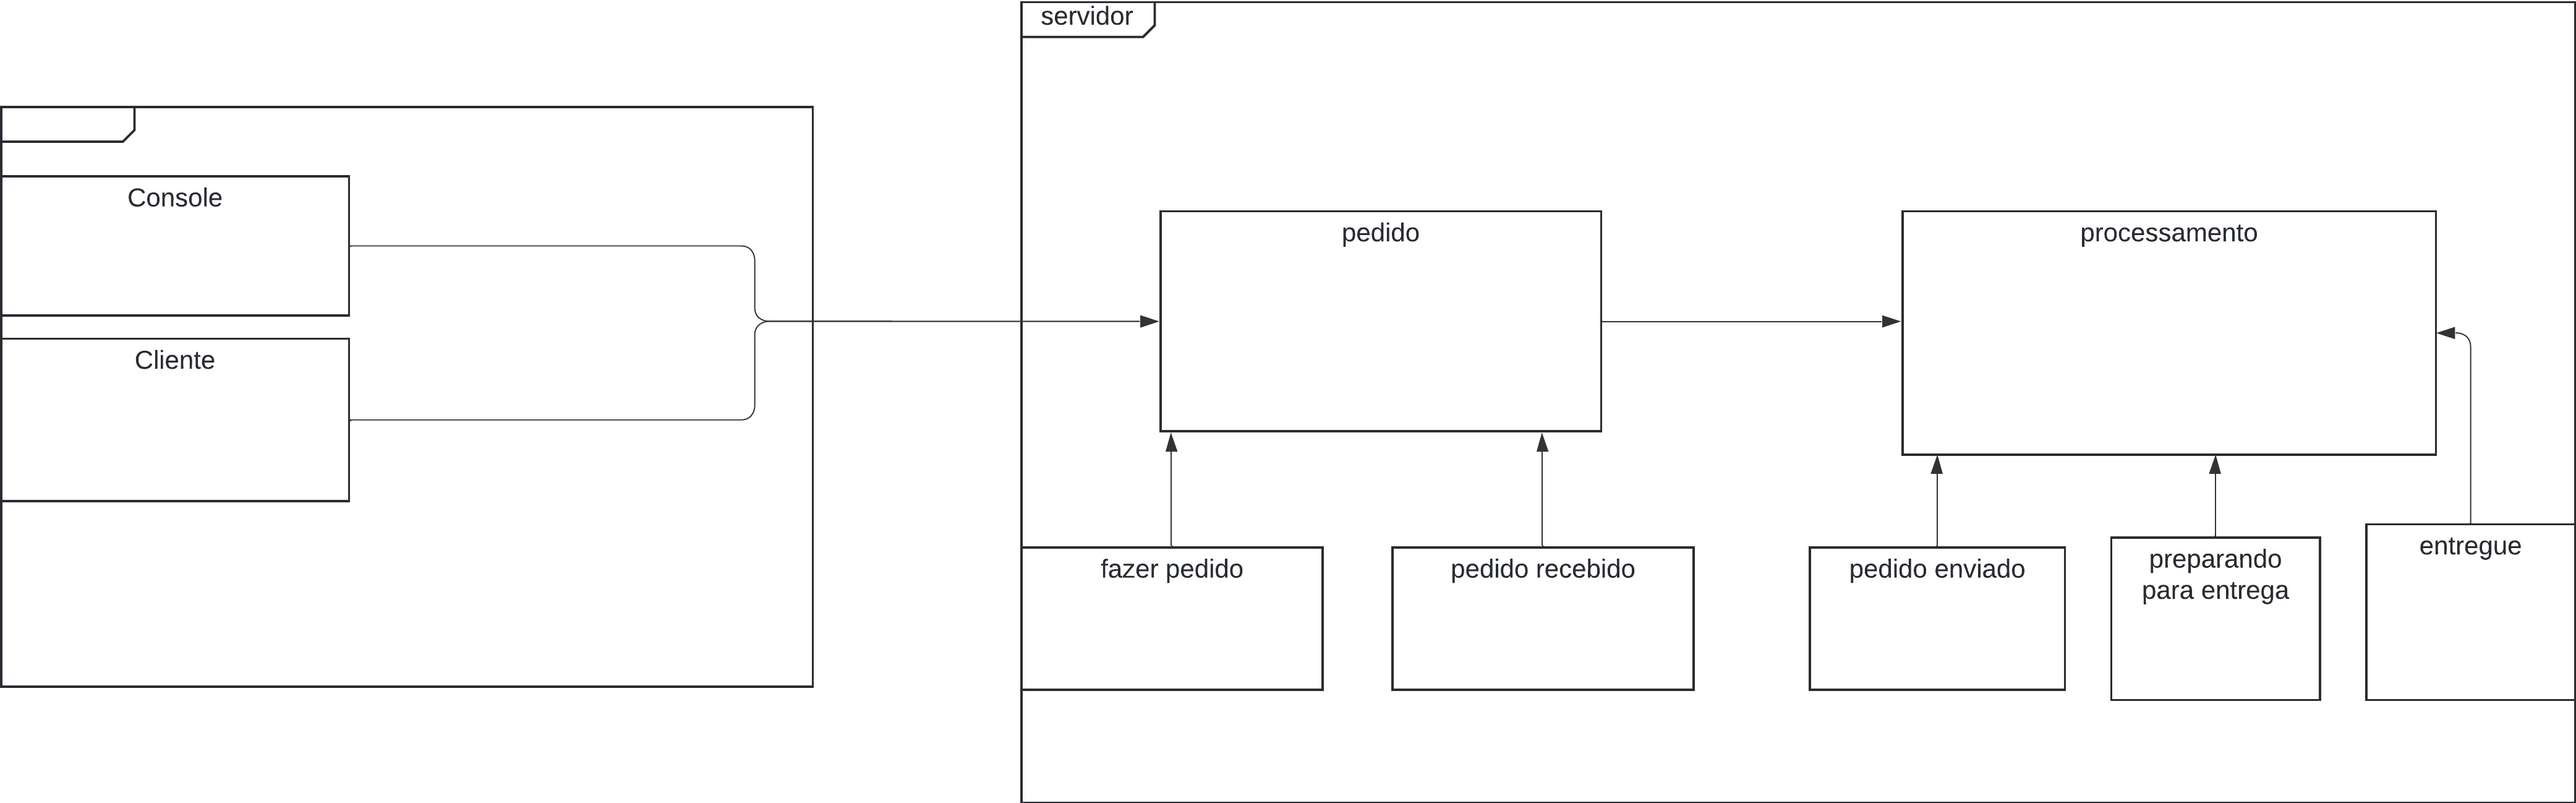 servidor
Console
Cliente
pedido
processamento
fazer pedido
pedido recebido
pedido enviado
preparando
para entrega
entregue